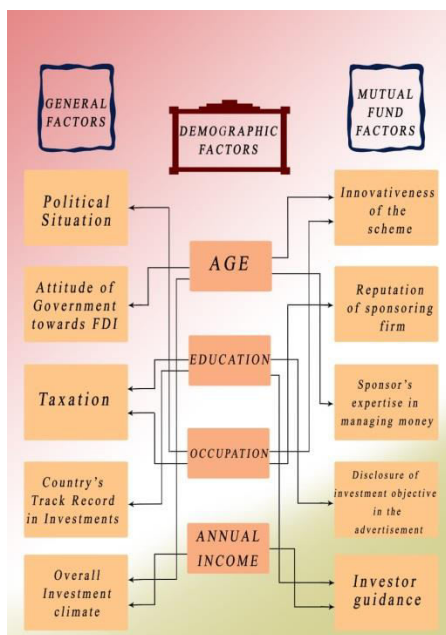 GENERAL
FACTORS
DEMOGRAPHIC
FACTORS
MUTUAL
FUND
FACTORS
Political
Situation
Attitude of
Government
towards FDI
Taxation
Country's
Track Record
in Investments
Overall
Investment
climate
AGE
EDUCATION
OCCUPATION
ANNUAL
INCOME
Innovativeness
of the
scheme
Reputation
of sponsoring
firm
Sponsor's
expertise in
managing money
Disclosure of
investment objective
in the
advertisement
Investor
guidance